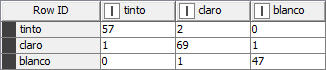 Row ID tinto claro blanco
tinto 57 2 0
claro 1 69 1
blanco 0 1 47